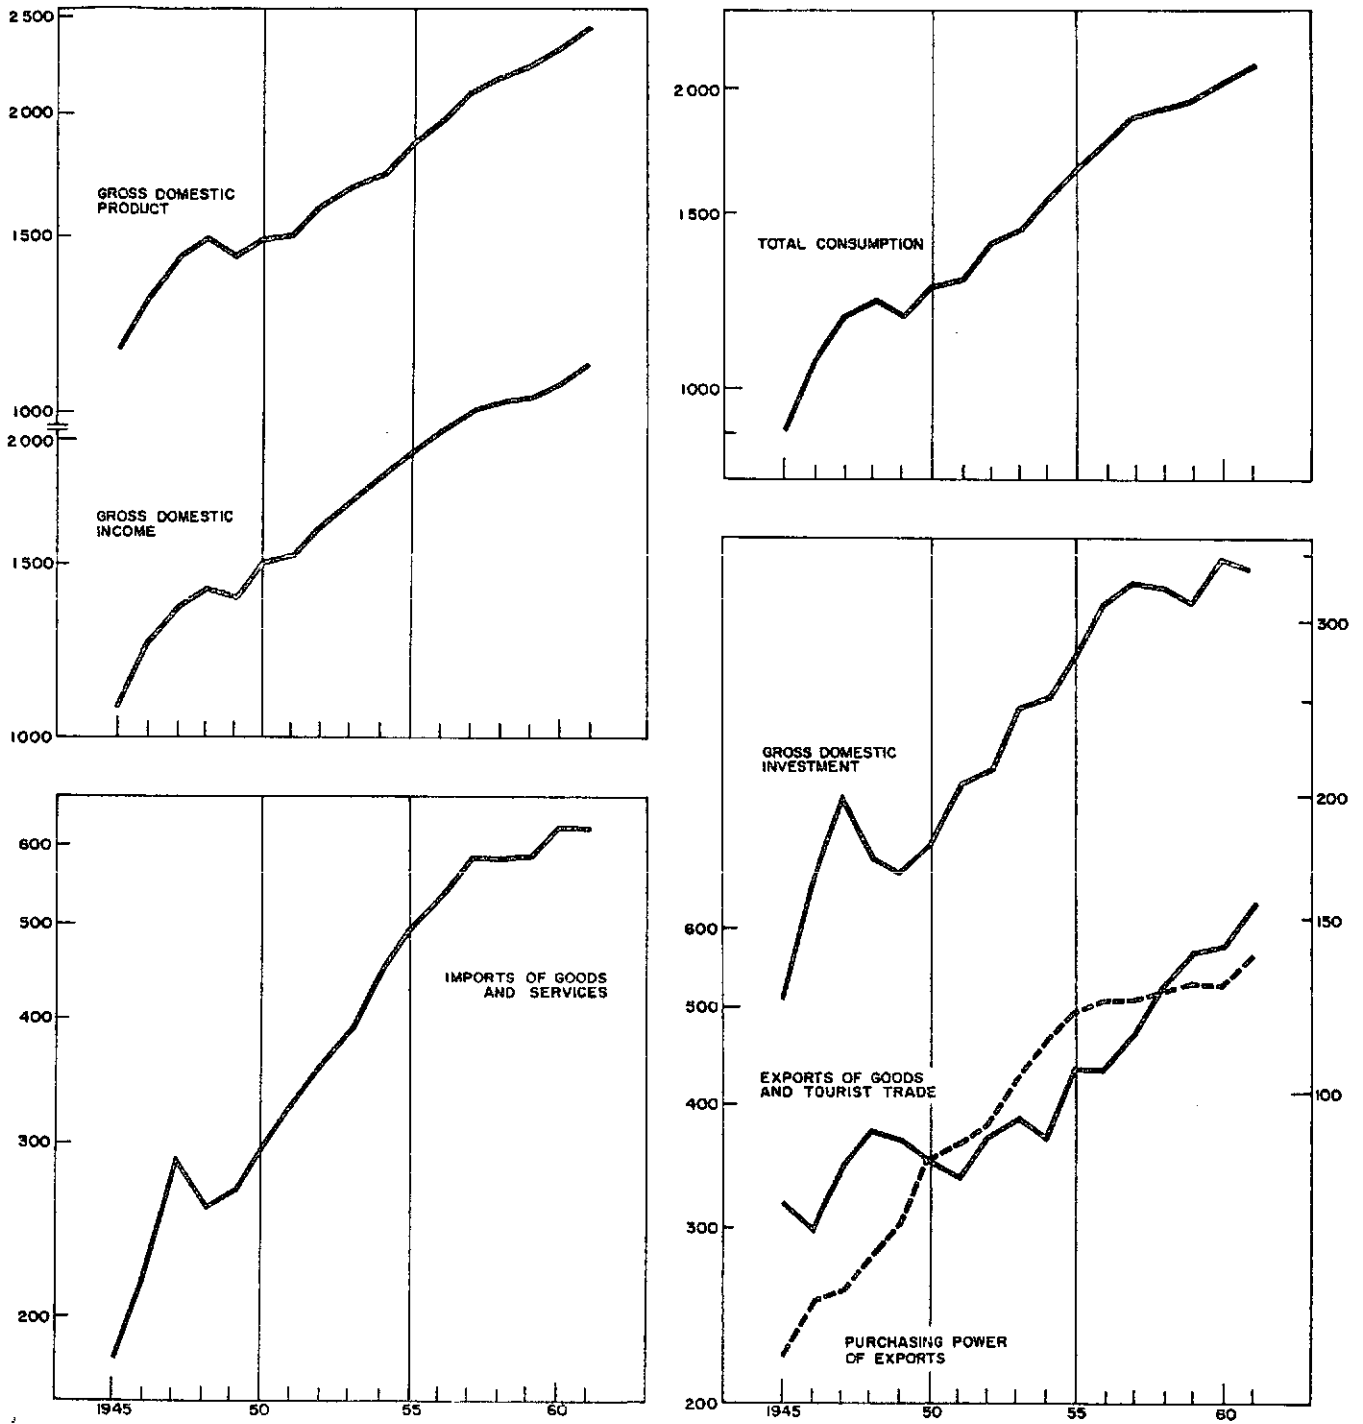 2 500
2 000
GROSS DOMESTIC
PRODUCT
1 500
1000
2 000
GROSS DOMESTIC
INCOME
1 500
1000
2 000
TOTAL CONSUMPTION
1500
1000
600
500
IMPORTS OF GOODS
AND SERVICES
400
300
200
1945 50 55 60
300
GROSS DOMESTIC
INVESTMENT
200
600
150
500
EXPORTS OF GOODS
AND TOURIST TRADE
400
100
300
PURCHASING POWER
OF EXPORTS
200
1945 50 55 60